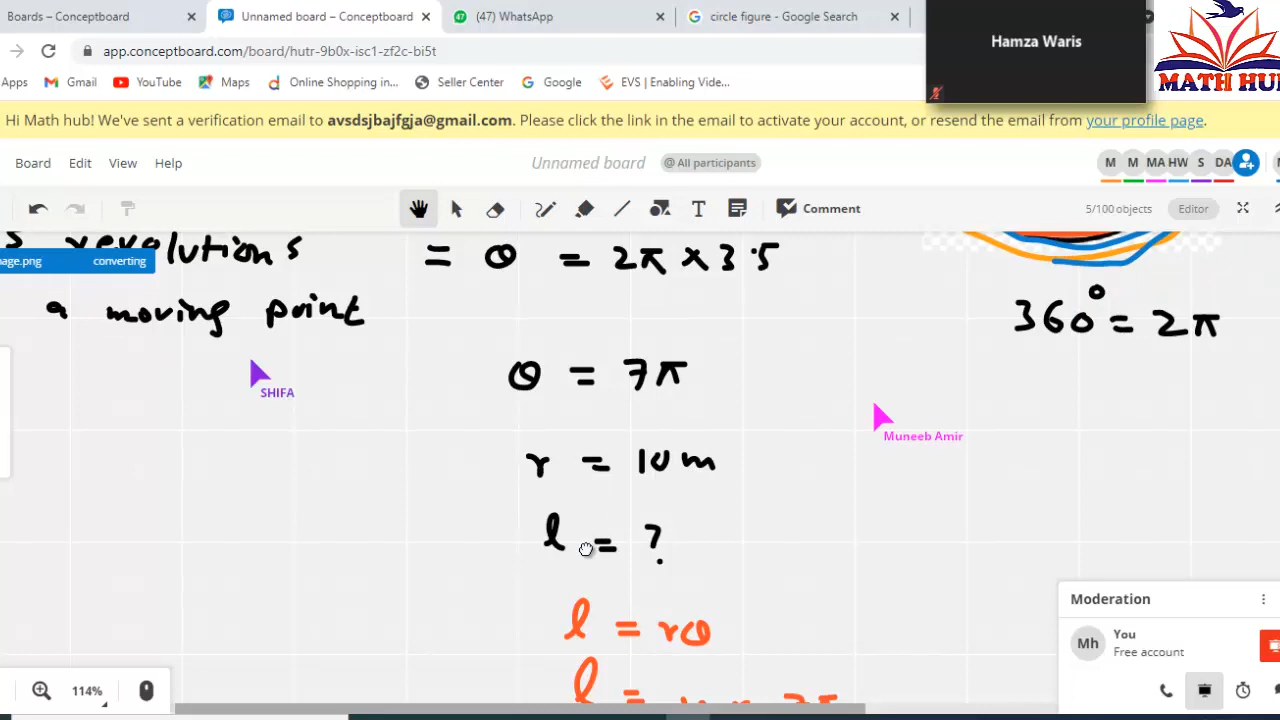 Boards – Conceptboard
Unnamed board – Conceptboard
(47) WhatsApp
circle figure - Google Search
app.conceptboard.com/board/hutr-9b0x-isc1-zf2c-bi5t
Hamza Waris
MATH HUB
Apps Gmail YouTube Maps Online Shopping in... Seller Center Google EVS | Enabling Vide...
Hi Math hub! We've sent a verification email to avsdsjbajfgja@gmail.com. Please click the link in the email to activate your account, or resend the email from your profile page.
Board Edit View Help
Unnamed board @ All participants
M M MA HW S DA
Comment
5/100 objects Editor
revolutions = θ = 2π × 3.5
mage.png converting
a moving point
360° = 2π
θ = 7π
SHIFA
Muneeb Amir
r = 10 m
l = ?
l = rθ
l =
Moderation
Mh You
Free account
114%